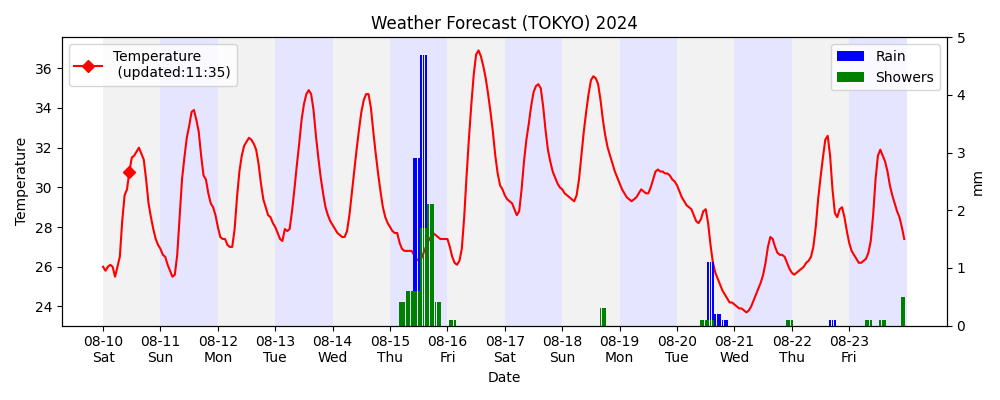 Weather Forecast (TOKYO) 2024
Temperature
(updated:11:35)
Rain
Showers
Temperature
36
34
32
30
28
26
24
5
4
3
2
1
0
mm
08-10 08-11 08-12 08-13 08-14 08-15 08-16 08-17 08-18 08-19 08-20 08-21 08-22 08-23
Sat Sun Mon Tue Wed Thu Fri Sat Sun Mon Tue Wed Thu Fri
Date